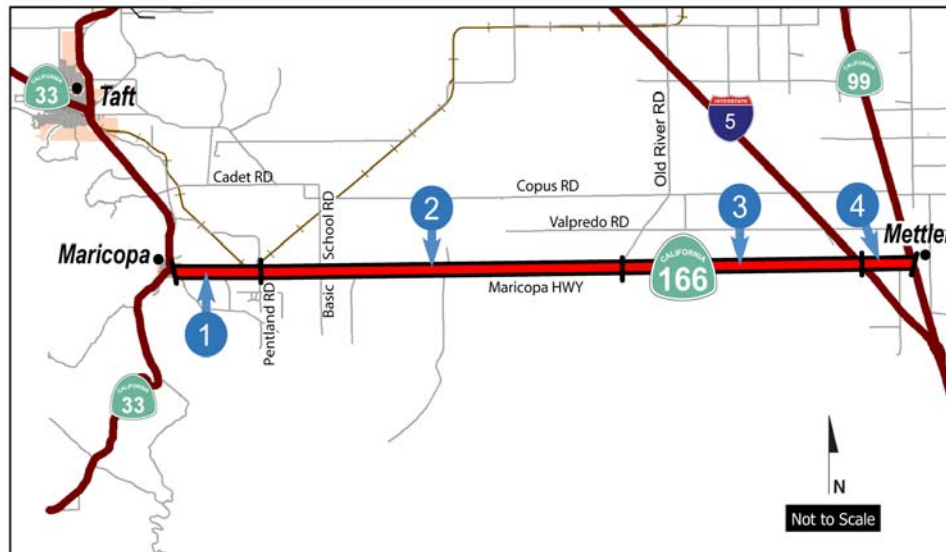 CALIFORNIA
33
Taft
INTERSTATE
5
CALIFORNIA
99
Old River RD
Cadet RD
Basic School RD
Copus RD
2
Valpredo RD
3
4
Mettler
Maricopa
CALIFORNIA
166
Maricopa HWY
1
Pentland RD
CALIFORNIA
33
N
Not to Scale